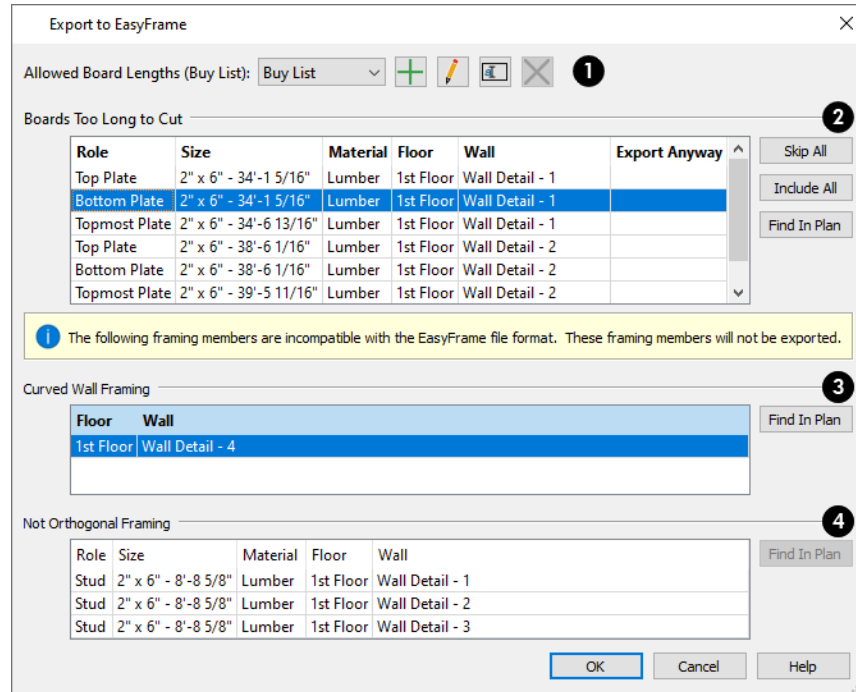 Export to EasyFrame
Allowed Board Lengths (Buy List): Buy List 1
Boards Too Long to Cut 2
Role Size Material Floor Wall Export Anyway Skip All
Top Plate 2" x 6" - 34'-1 5/16" Lumber 1st Floor Wall Detail - 1
Bottom Plate 2" x 6" - 34'-1 5/16" Lumber 1st Floor Wall Detail - 1 Include All
Topmost Plate 2" x 6" - 34'-6 13/16" Lumber 1st Floor Wall Detail - 1 Find In Plan
Top Plate 2" x 6" - 38'-6 1/16" Lumber 1st Floor Wall Detail - 2
Bottom Plate 2" x 6" - 38'-6 1/16" Lumber 1st Floor Wall Detail - 2
Topmost Plate 2" x 6" - 39'-5 11/16" Lumber 1st Floor Wall Detail - 2
The following framing members are incompatible with the EasyFrame file format. These framing members will not be exported.
Curved Wall Framing 3
Floor Wall Find In Plan
1st Floor Wall Detail - 4
Not Orthogonal Framing 4
Role Size Material Floor Wall Find In Plan
Stud 2" x 6" - 8'-8 5/8" Lumber 1st Floor Wall Detail - 1
Stud 2" x 6" - 8'-8 5/8" Lumber 1st Floor Wall Detail - 2
Stud 2" x 6" - 8'-8 5/8" Lumber 1st Floor Wall Detail - 3
OK Cancel Help